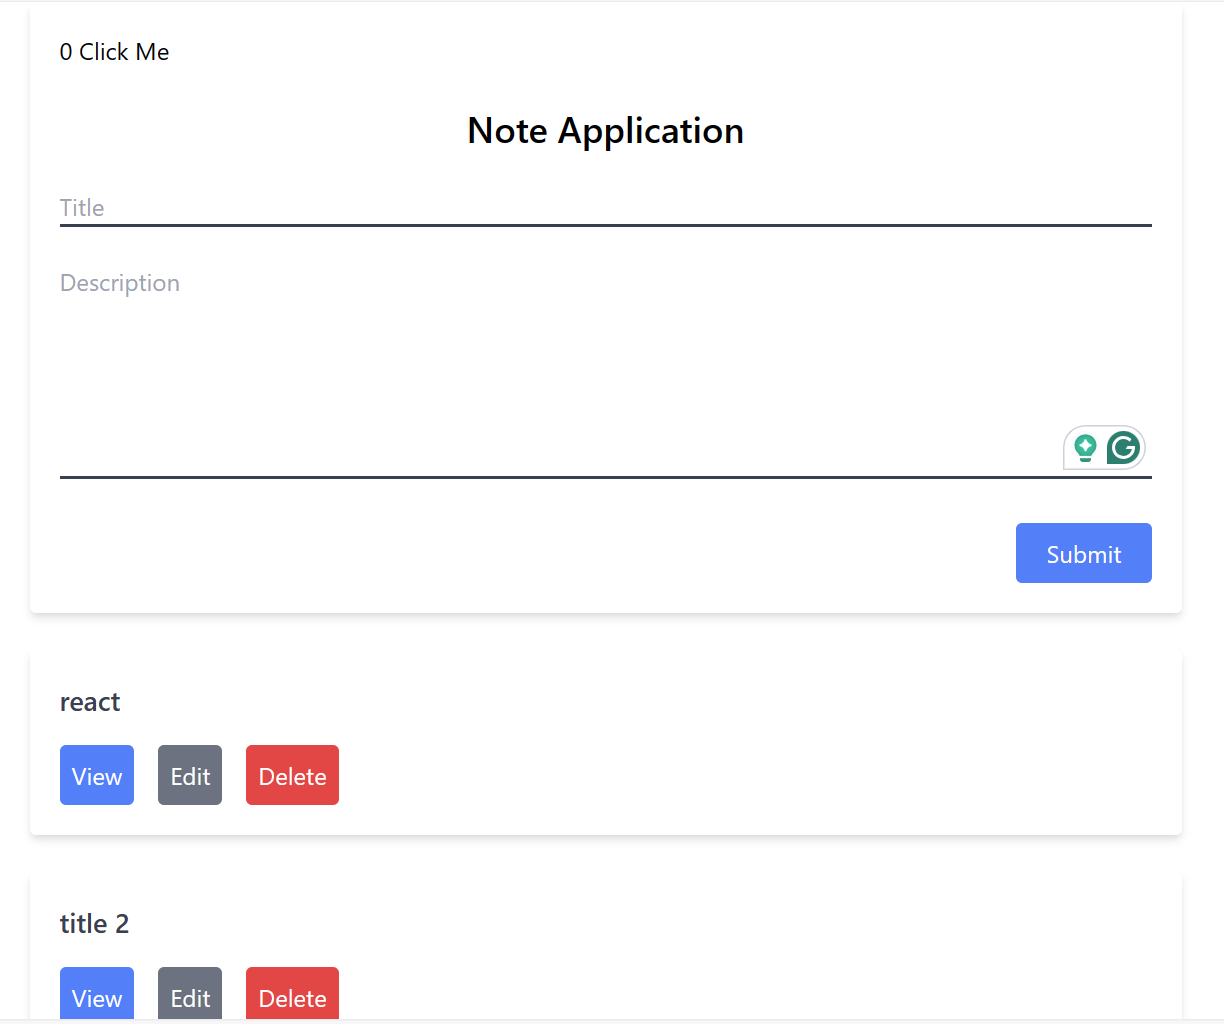 0 Click Me
Note Application
Title
Description
Submit
react
View Edit Delete
title 2
View Edit Delete